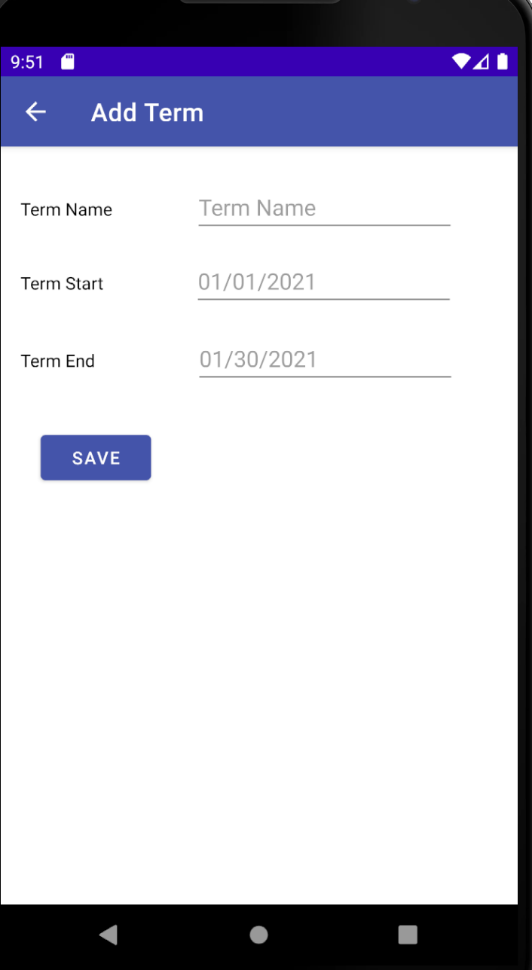 9:51
Add Term
Term Name Term Name
Term Start 01/01/2021
Term End 01/30/2021
SAVE